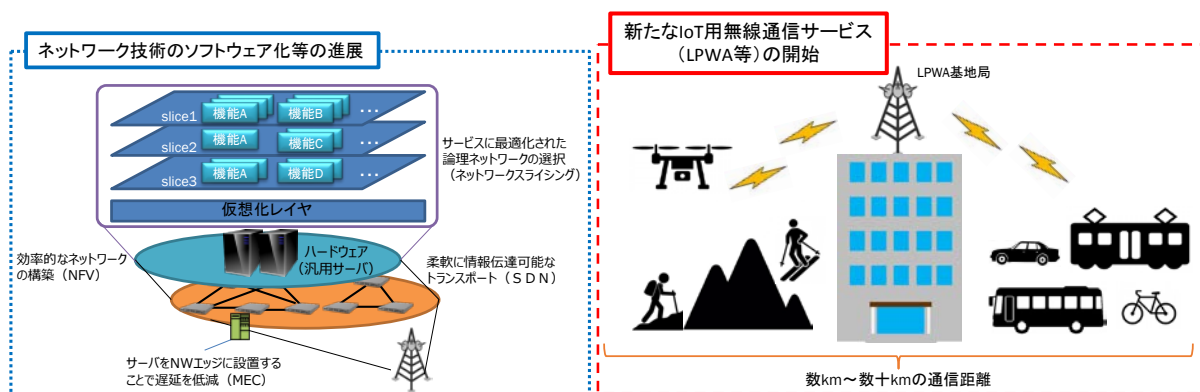 ネットワーク技術のソフトウェア化等の進展
slice1
機能A
機能B
・・・
slice2
機能A
機能C
・・・
slice3
機能A
機能D
・・・
仮想化レイヤ
サービスに最適化された
論理ネットワークの選択
（ネットワークスライシング）
効率的なネットワーク
の構築（NFV）
ハードウェア
（汎用サーバ）
柔軟に情報伝達可能な
トランスポート（ＳＤＮ）
サーバをNWエッジに設置する
ことで遅延を低減（MEC）
新たなIoT用無線通信サービス
（LPWA等）の開始
LPWA基地局
数km～数十kmの通信距離